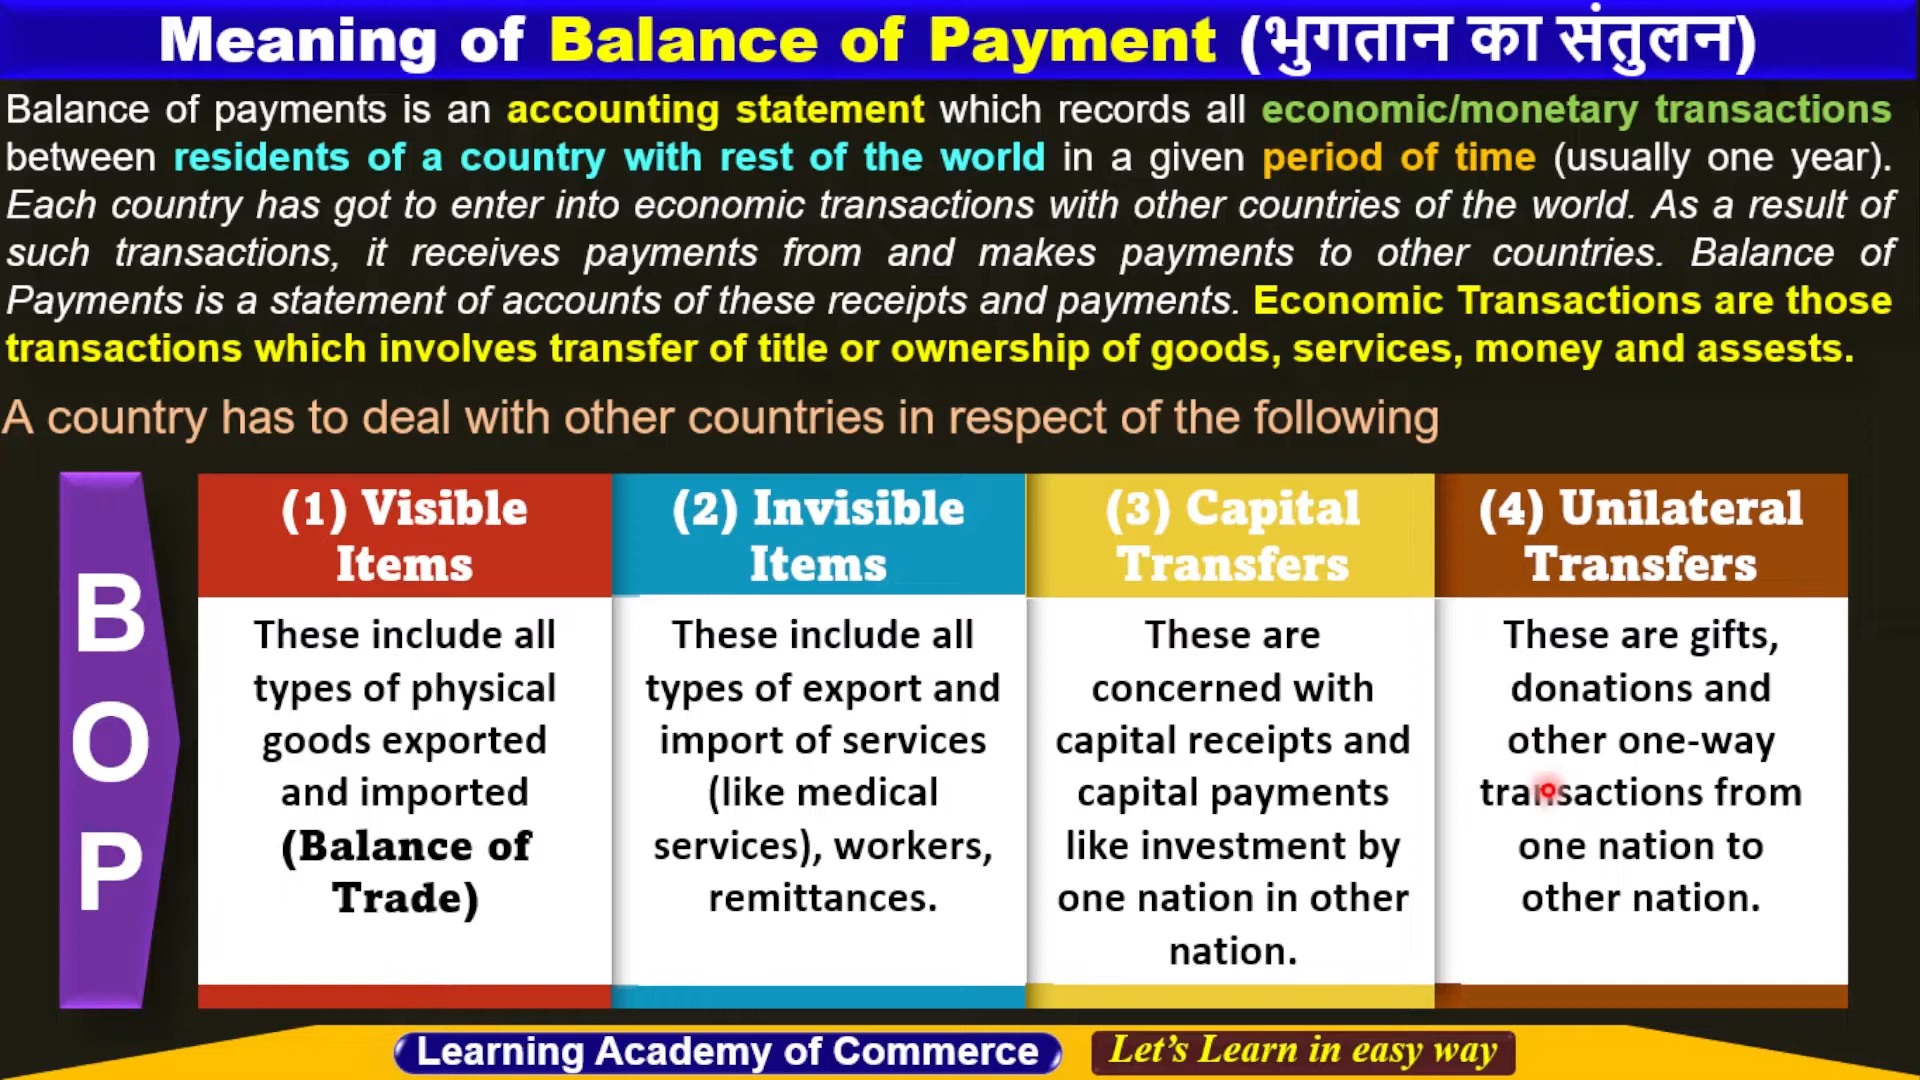 Meaning of Balance of Payment (भुगतान का संतुलन)
Balance of payments is an accounting statement which records all economic/monetary transactions
between residents of a country with rest of the world in a given period of time (usually one year).
Each country has got to enter into economic transactions with other countries of the world. As a result of
such transactions, it receives payments from and makes payments to other countries. Balance of
Payments is a statement of accounts of these receipts and payments. Economic Transactions are those
transactions which involves transfer of title or ownership of goods, services, money and assests.
A country has to deal with other countries in respect of the following
B
O
P
(1) Visible
Items
These include all
types of physical
goods exported
and imported
(Balance of
Trade)
(2) Invisible
Items
These include all
types of export and
import of services
(like medical
services), workers,
remittances.
(3) Capital
Transfers
These are
concerned with
capital receipts and
capital payments
like investment by
one nation in other
nation.
(4) Unilateral
Transfers
These are gifts,
donations and
other one-way
transactions from
one nation to
other nation.
Learning Academy of Commerce
Let's Learn in easy way